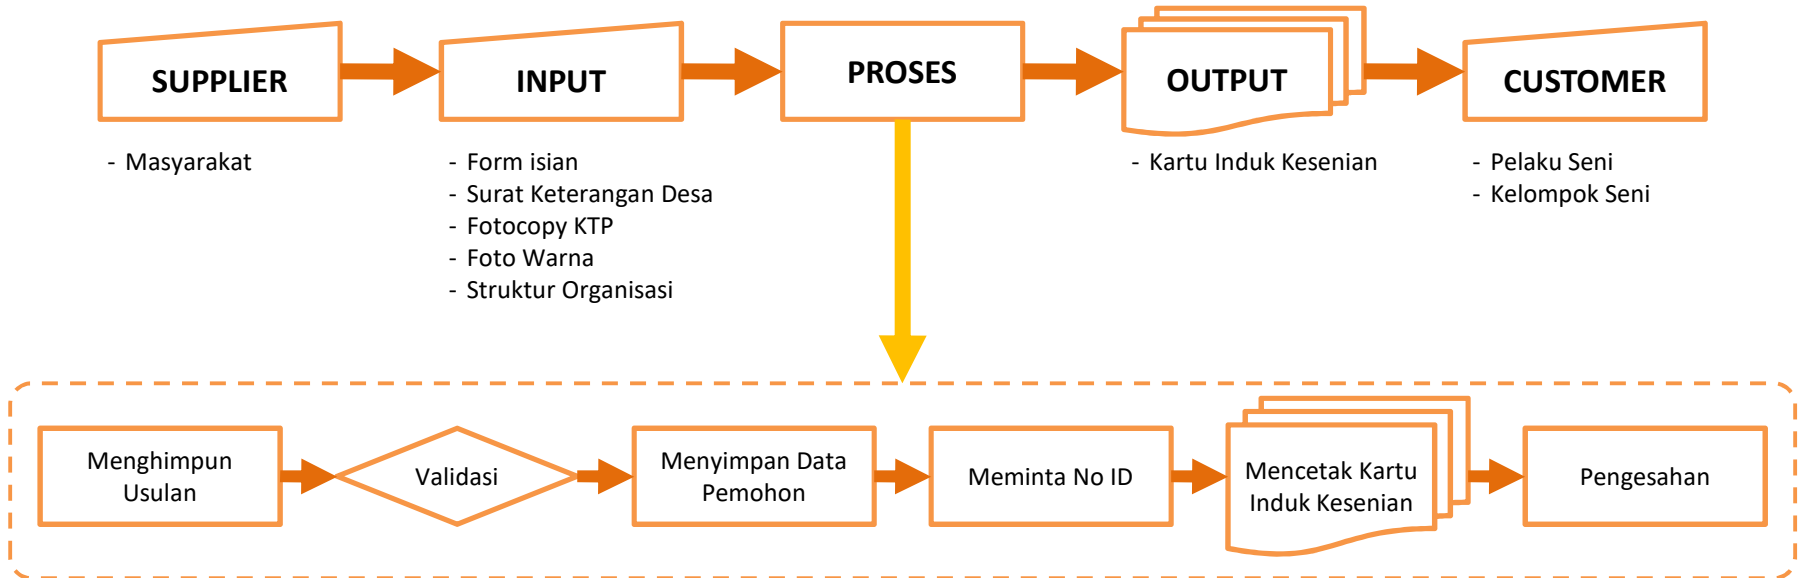 SUPPLIER
INPUT
PROSES
OUTPUT
CUSTOMER
- Masyarakat
- Form isian
- Surat Keterangan Desa
- Fotocopy KTP
- Foto Warna
- Struktur Organisasi
- Kartu Induk Kesenian
- Pelaku Seni
- Kelompok Seni
Menghimpun
Usulan
Validasi
Menyimpan Data
Pemohon
Meminta No ID
Mencetak Kartu
Induk Kesenian
Pengesahan